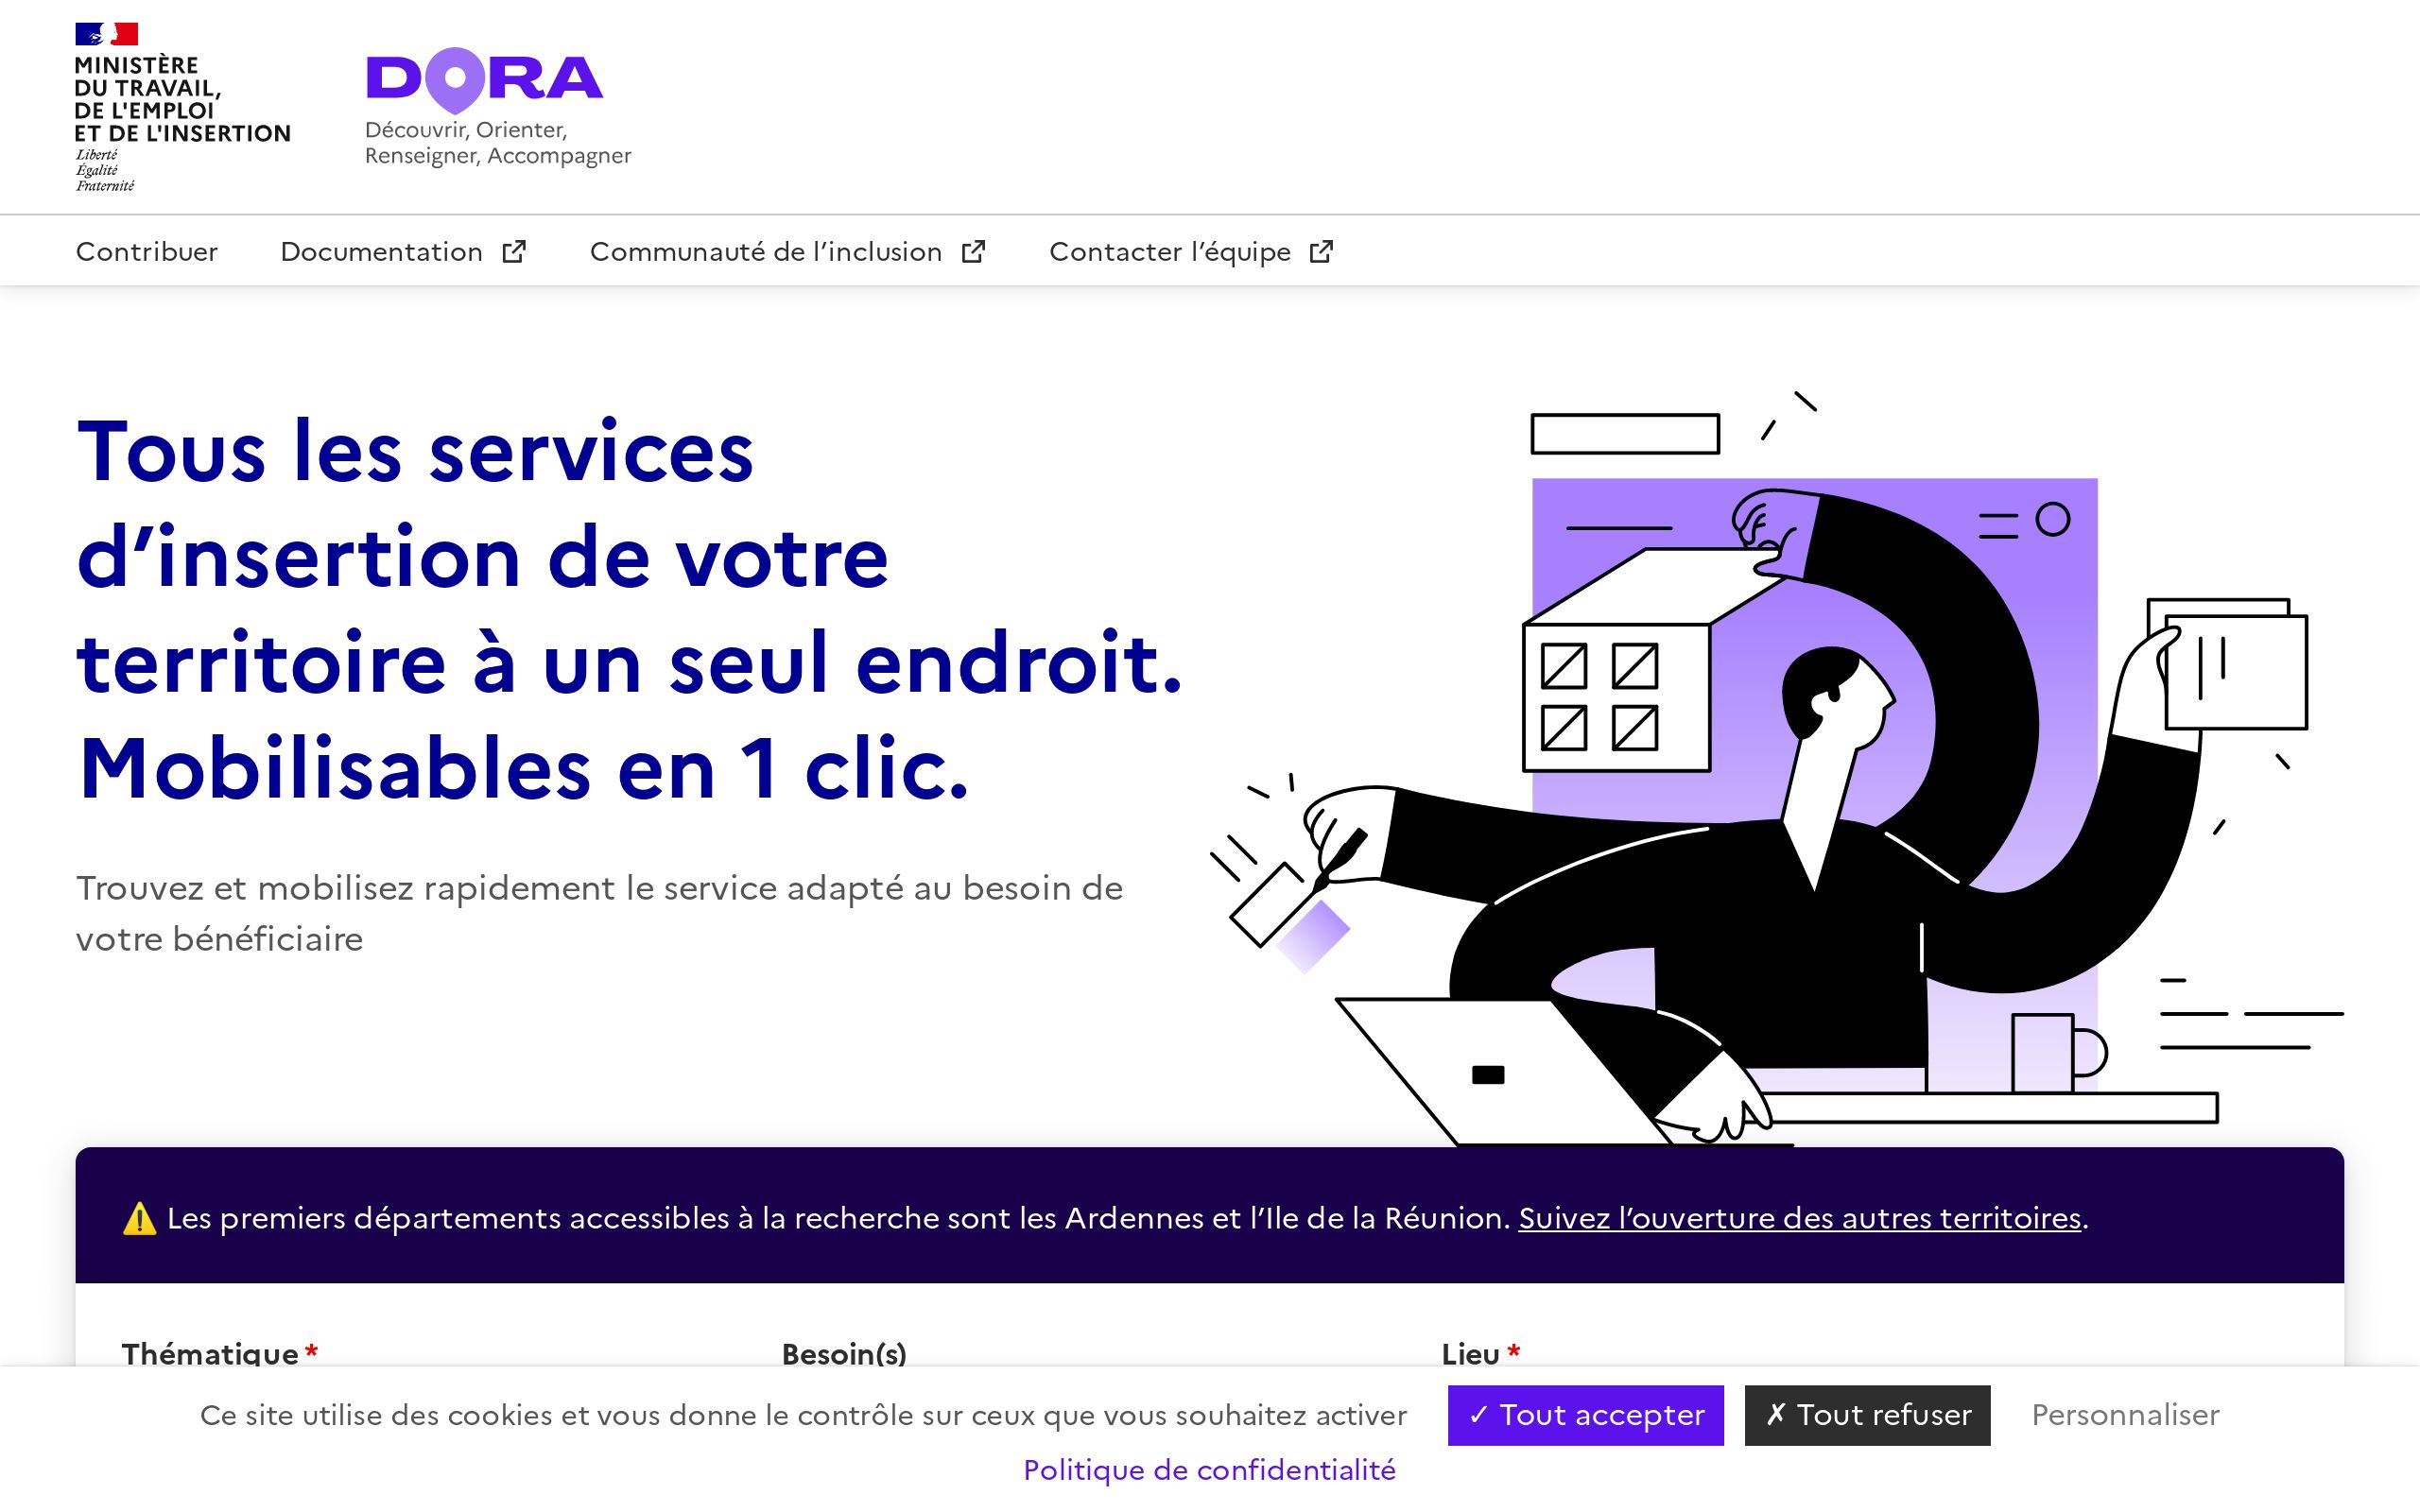 MINISTÈRE
DU TRAVAIL,
DE L'EMPLOI
ET DE L'INSERTION
Liberté
Égalité
Fraternité
DORA
Découvrir, Orienter,
Renseigner, Accompagner
Contribuer Documentation Communauté de l’inclusion Contacter l’équipe
Tous les services
d’insertion de votre
territoire à un seul endroit.
Mobilisables en 1 clic.
Trouvez et mobilisez rapidement le service adapté au besoin de
votre bénéficiaire
⚠️ Les premiers départements accessibles à la recherche sont les Ardennes et l’Ile de la Réunion. Suivez l’ouverture des autres territoires.
Thématique * Besoin(s) Lieu *
Ce site utilise des cookies et vous donne le contrôle sur ceux que vous souhaitez activer ✓ Tout accepter ✗ Tout refuser Personnaliser
Politique de confidentialité